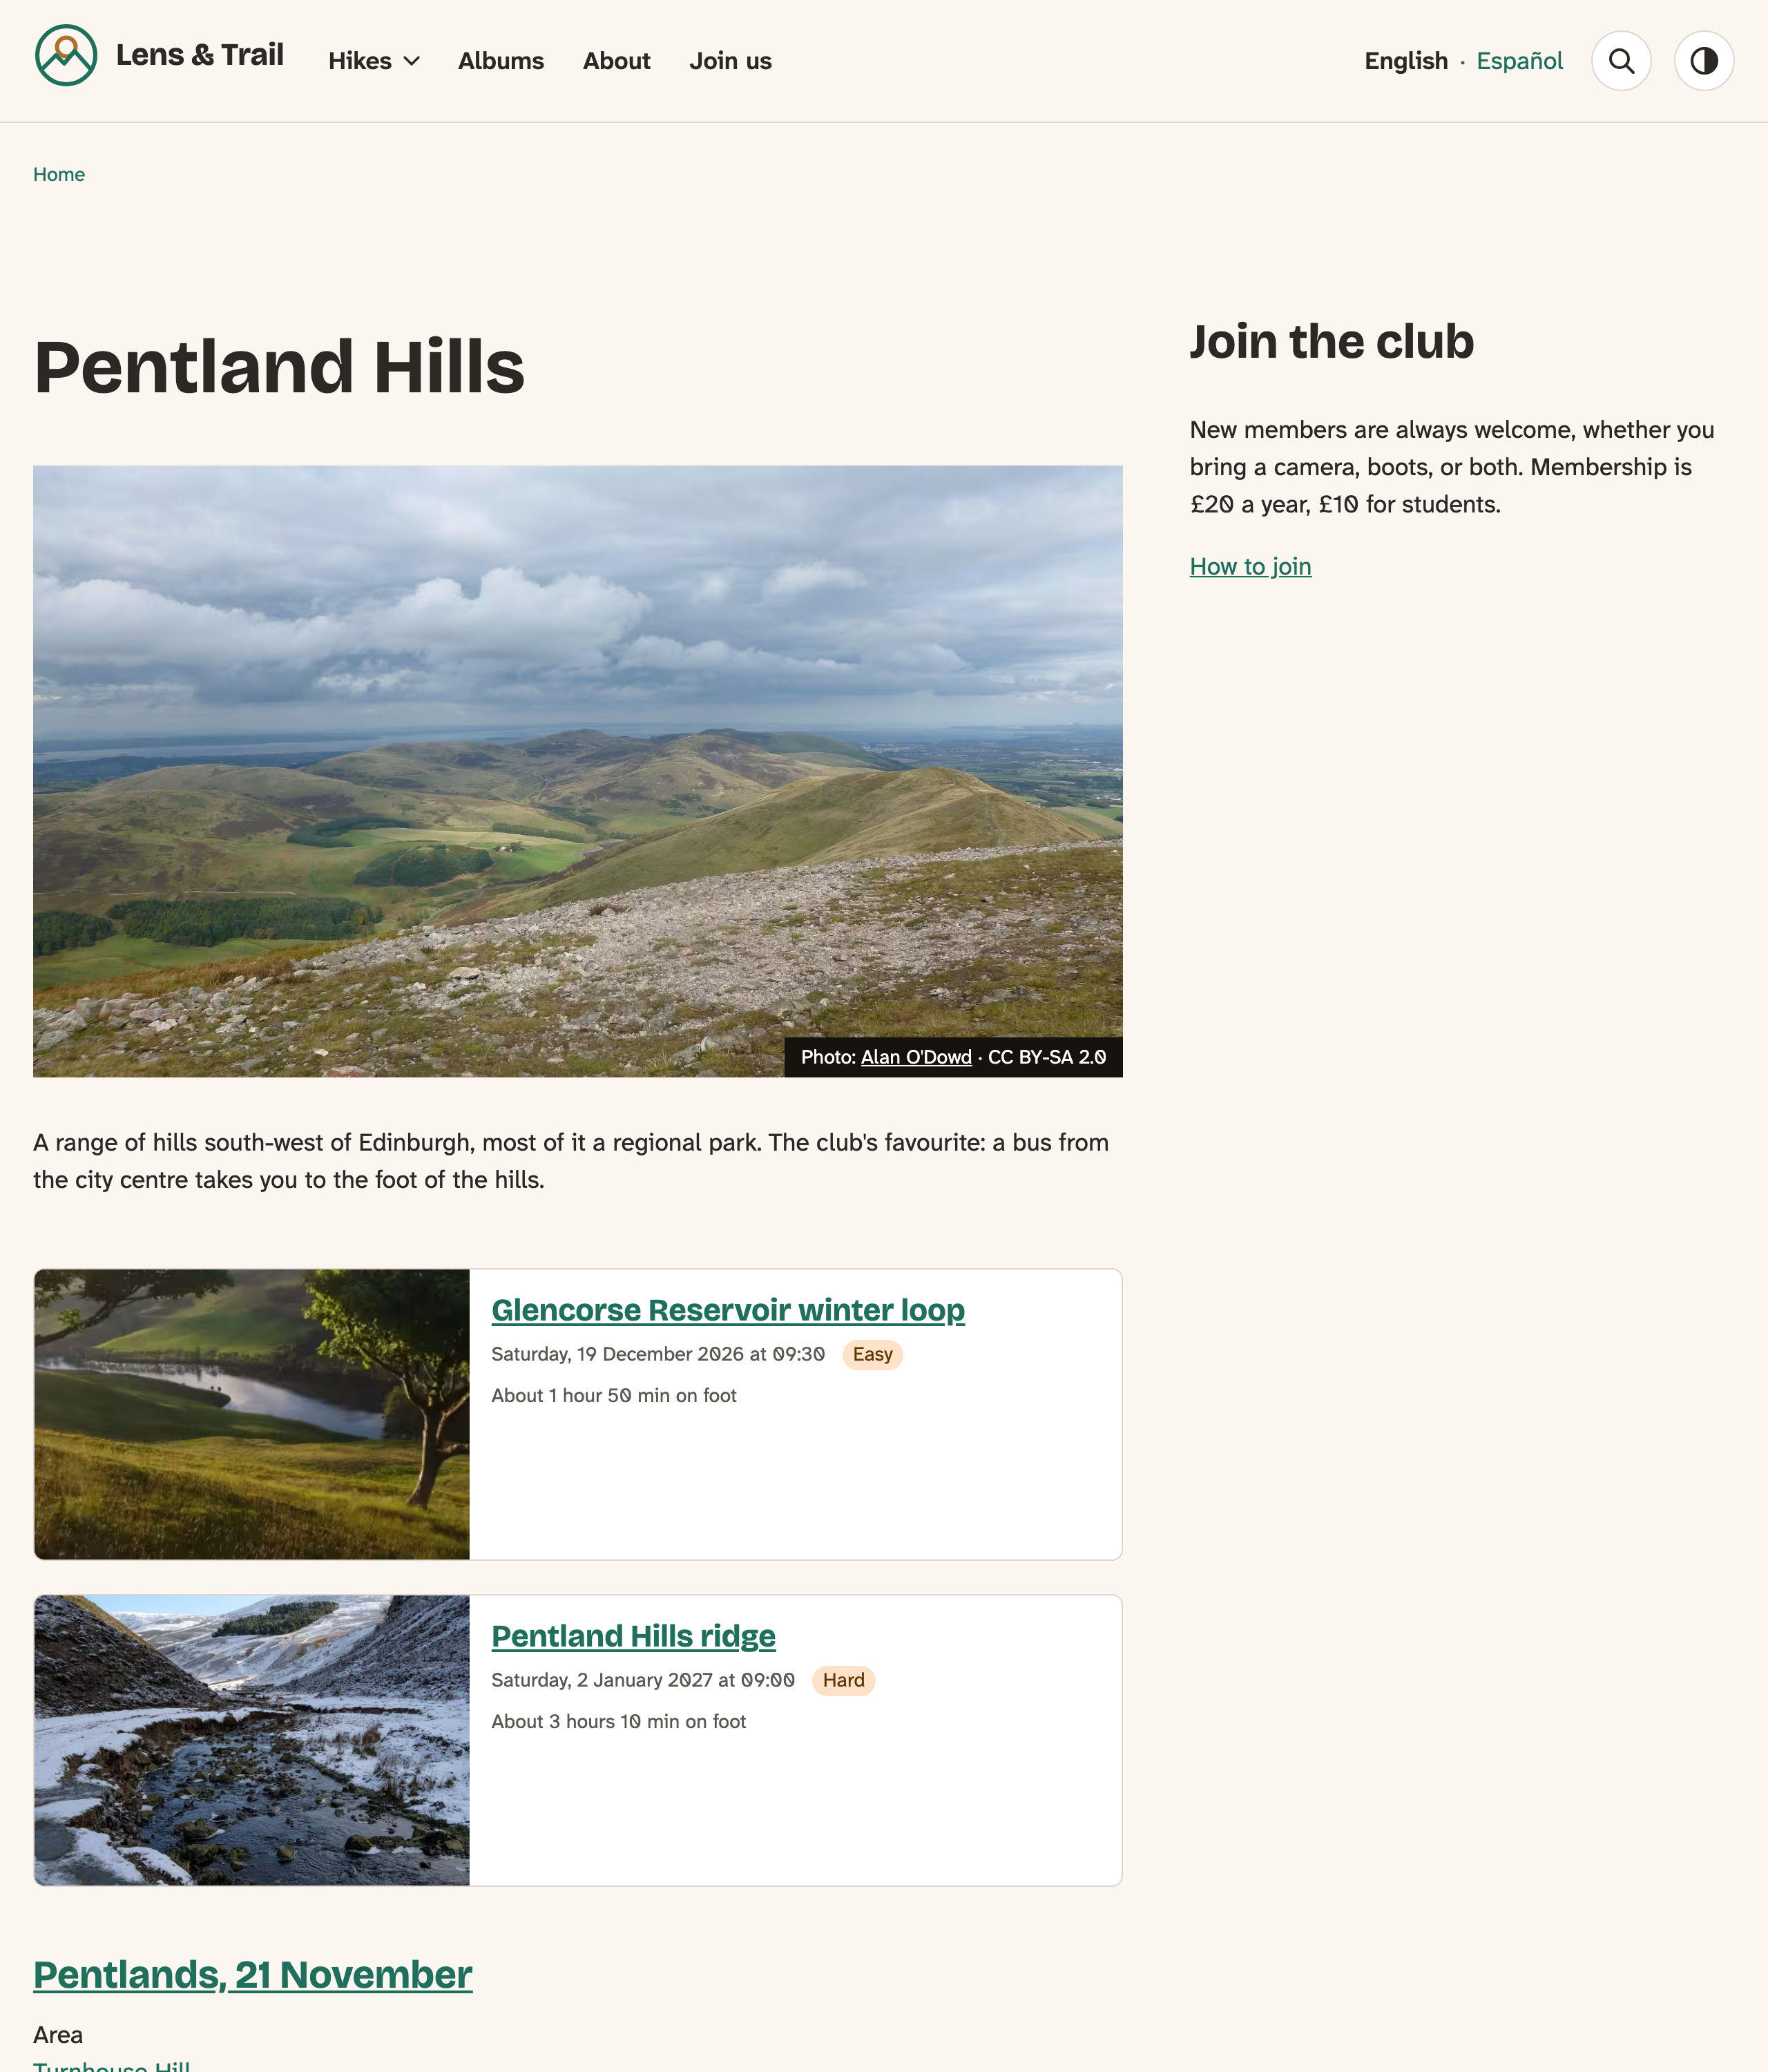 Lens & Trail
Hikes
Albums
About
Join us
English · Español
Home
Pentland Hills
Photo: Alan O'Dowd · CC BY-SA 2.0
A range of hills south-west of Edinburgh, most of it a regional park. The club's favourite: a bus from
the city centre takes you to the foot of the hills.
Glencorse Reservoir winter loop
Saturday, 19 December 2026 at 09:30 Easy
About 1 hour 50 min on foot
Pentland Hills ridge
Saturday, 2 January 2027 at 09:00 Hard
About 3 hours 10 min on foot
Pentlands, 21 November
Area
Turnhouse Hill
Join the club
New members are always welcome, whether you
bring a camera, boots, or both. Membership is
£20 a year, £10 for students.
How to join